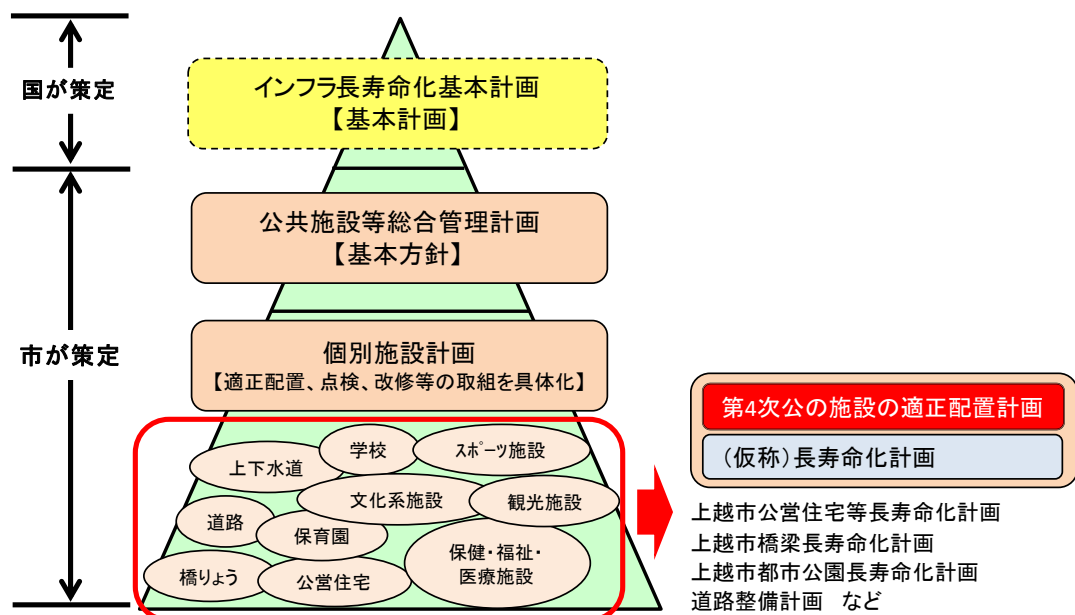 国が策定
インフラ長寿命化基本計画
【基本計画】
市が策定
公共施設等総合管理計画
【基本方針】
個別施設計画
【適正配置、点検、改修等の取組を具体化】
上下水道
学校
スポーツ施設
文化系施設
観光施設
道路
保育園
橋りょう
公営住宅
保健・福祉・
医療施設
第4次公の施設の適正配置計画
（仮称）長寿命化計画
上越市公営住宅等長寿命化計画
上越市橋梁長寿命化計画
上越市都市公園長寿命化計画
道路整備計画　など